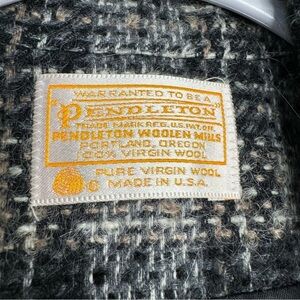 WARRANTED TO BE A
"PENDLETON"
TRADE MARK REG. U.S. PAT. OFF.
PENDLETON WOOLEN MILLS
PORTLAND, OREGON
100% VIRGIN WOOL
PURE VIRGIN WOOL
MADE IN U.S.A.